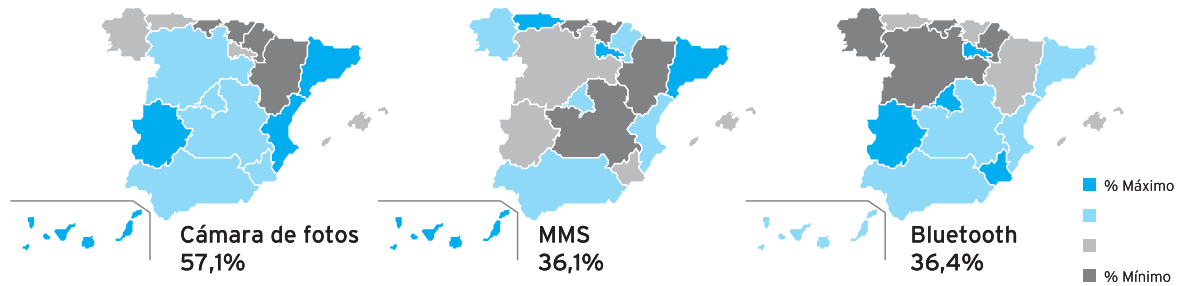 Cámara de fotos
57,1%
MMS
36,1%
Bluetooth
36,4%
% Máximo
% Mínimo